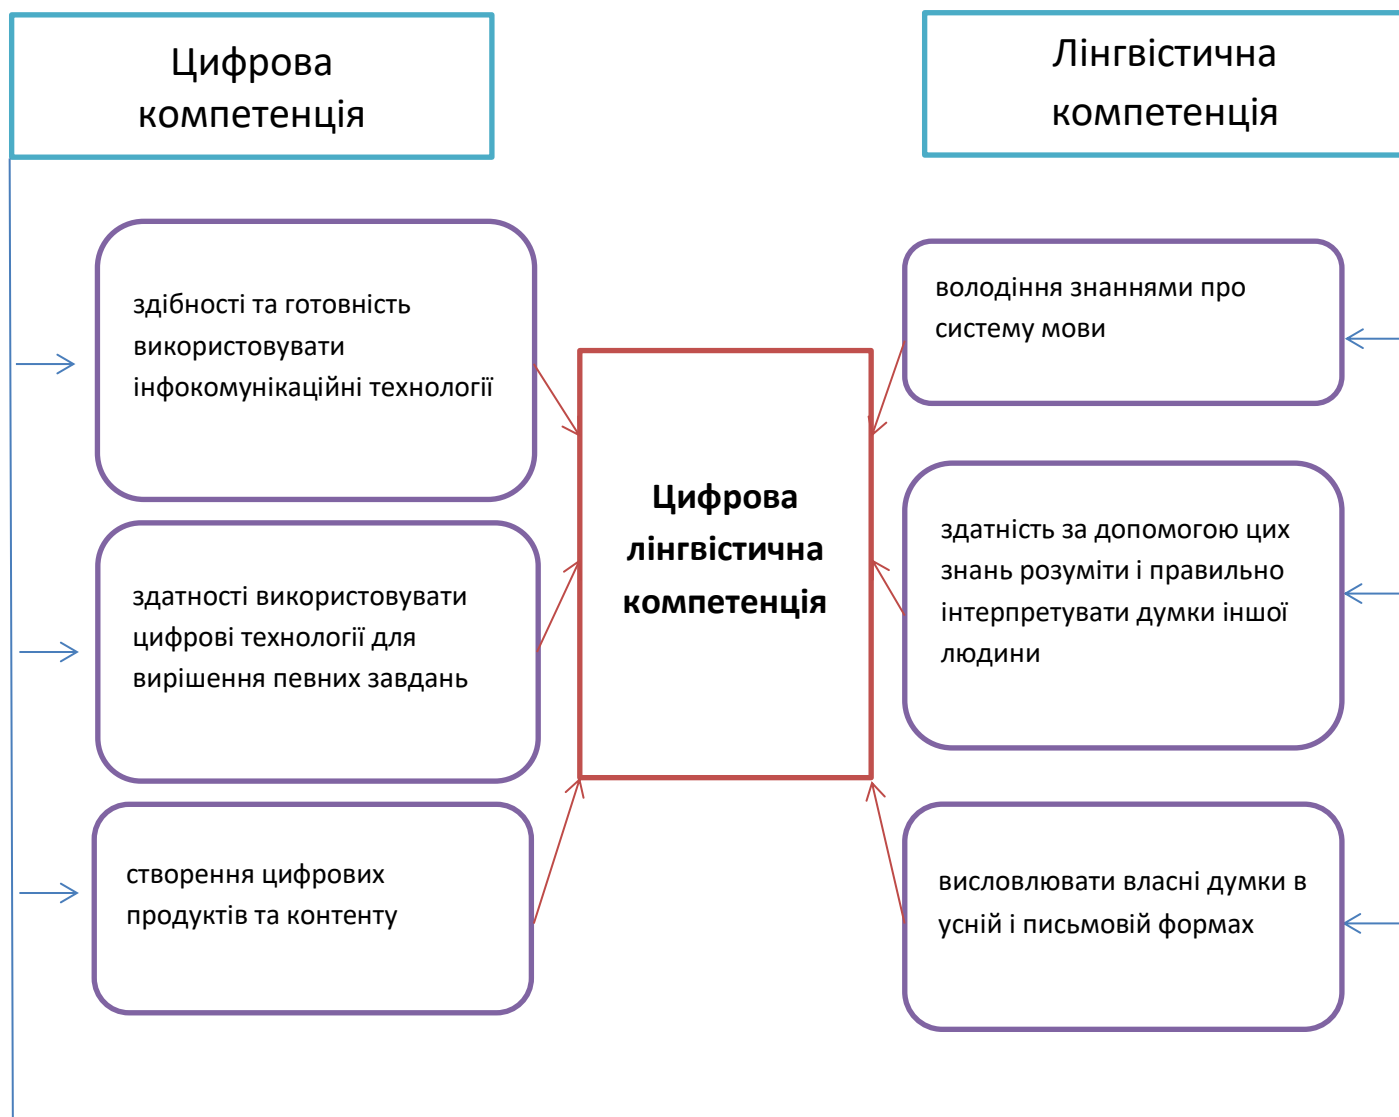 Цифрова
компетенція
Лінгвістична
компетенція
здібності та готовність
використовувати
інфокомунікаційні технології
здатності використовувати
цифрові технології для
вирішення певних завдань
створення цифрових
продуктів та контенту
Цифрова
лінгвістична
компетенція
володіння знаннями про
систему мови
здатність за допомогою цих
знань розуміти і правильно
інтерпретувати думки іншої
людини
висловлювати власні думки в
усній і письмовій формах